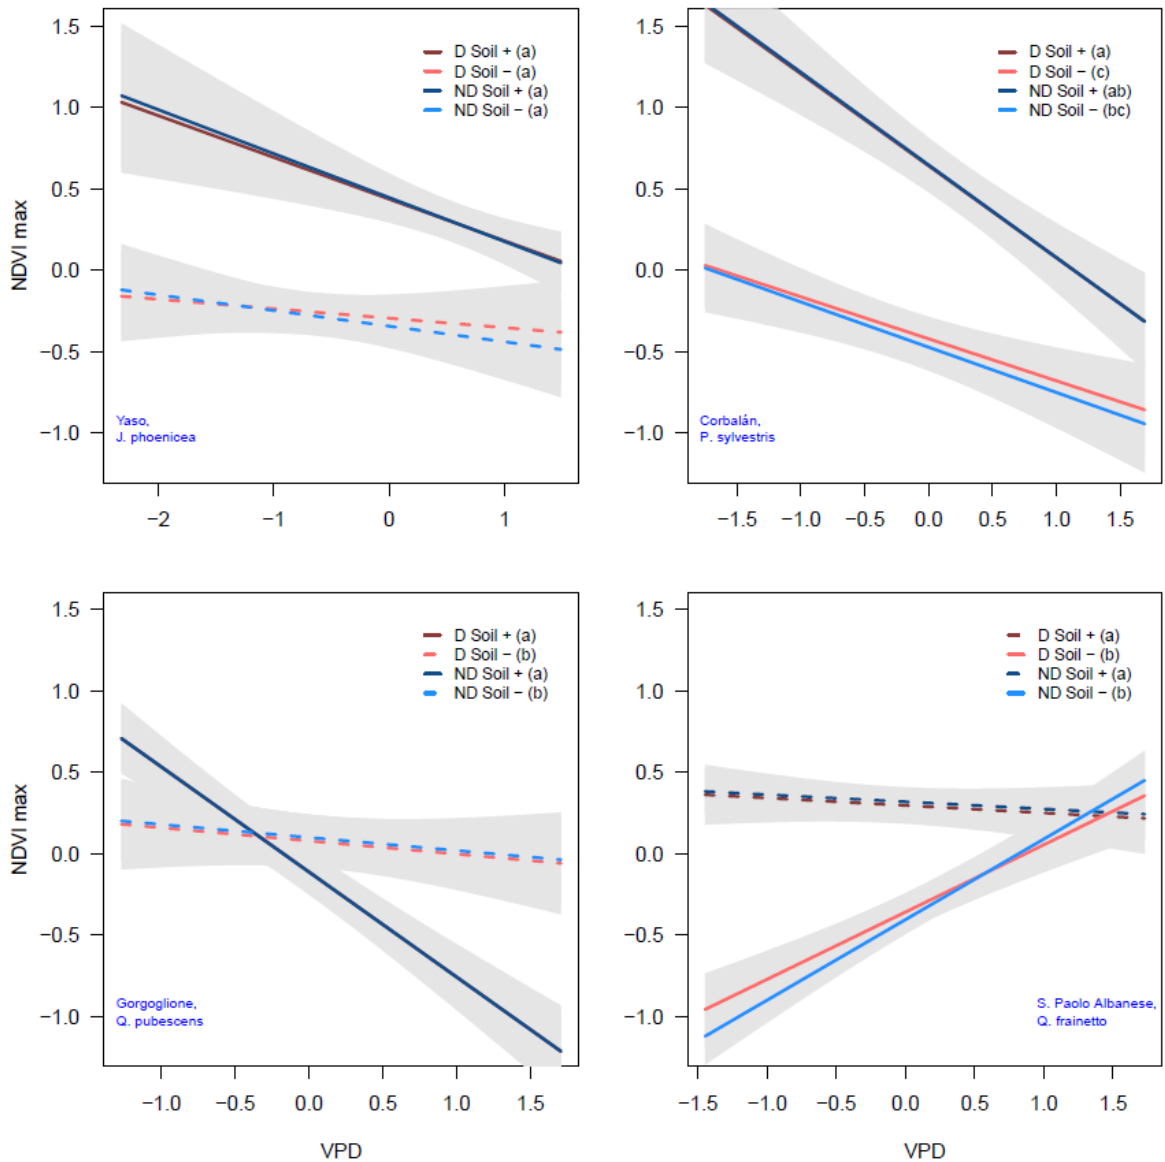 1.5
1.0
0.5
0.0
−0.5
−1.0
NDVI max
D Soil + (a)
D Soil − (a)
ND Soil + (a)
ND Soil − (a)
Yaso,
J. phoenicea
−2 −1 0 1
1.5
1.0
0.5
0.0
−0.5
−1.0
D Soil + (a)
D Soil − (c)
ND Soil + (ab)
ND Soil − (bc)
Corbalán,
P. sylvestris
−1.5 −1.0 −0.5 0.0 0.5 1.0 1.5
1.5
1.0
0.5
0.0
−0.5
−1.0
NDVI max
D Soil + (a)
D Soil − (b)
ND Soil + (a)
ND Soil − (b)
Gorgoglione,
Q. pubescens
−1.0 −0.5 0.0 0.5 1.0 1.5
VPD
1.5
1.0
0.5
0.0
−0.5
−1.0
D Soil + (a)
D Soil − (b)
ND Soil + (a)
ND Soil − (b)
S. Paolo Albanese,
Q. frainetto
−1.5 −1.0 −0.5 0.0 0.5 1.0 1.5
VPD